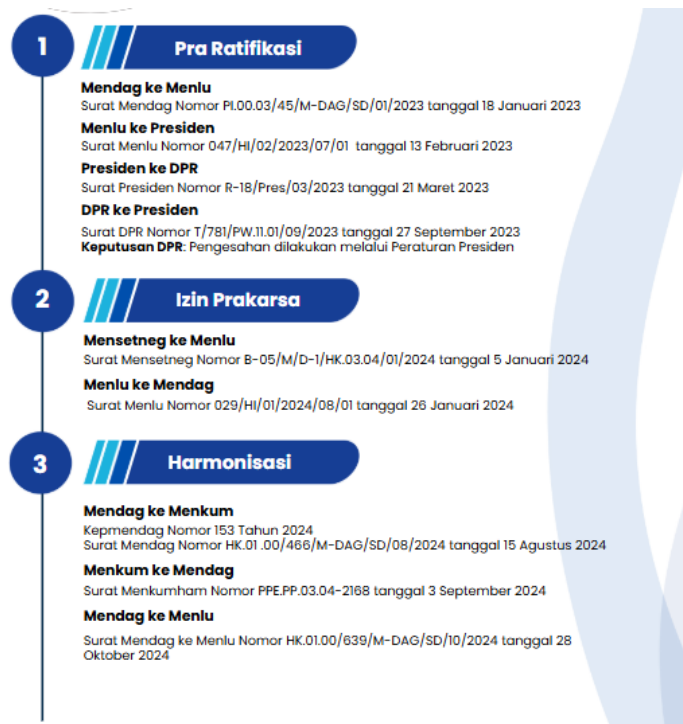 1
Pra Ratifikasi
Mendag ke Menlu
Surat Mendag Nomor PI.00.03/45/M-DAG/SD/01/2023 tanggal 18 Januari 2023
Menlu ke Presiden
Surat Menlu Nomor 047/HI/02/2023/07/01 tanggal 13 Februari 2023
Presiden ke DPR
Surat Presiden Nomor R-18/Pres/03/2023 tanggal 21 Maret 2023
DPR ke Presiden
Surat DPR Nomor T/781/PW.11.01/09/2023 tanggal 27 September 2023
Keputusan DPR: Pengesahan dilakukan melalui Peraturan Presiden
2
Izin Prakarsa
Mensetneg ke Menlu
Surat Mensetneg Nomor B-05/M/D-1/HK.03.04/01/2024 tanggal 5 Januari 2024
Menlu ke Mendag
Surat Menlu Nomor 029/HI/01/2024/08/01 tanggal 26 Januari 2024
3
Harmonisasi
Mendag ke Menkum
Kepmendag Nomor 153 Tahun 2024
Surat Mendag Nomor HK.01 .00/466/M-DAG/SD/08/2024 tanggal 15 Agustus 2024
Menkum ke Mendag
Surat Menkumham Nomor PPE.PP.03.04-2168 tanggal 3 September 2024
Mendag ke Menlu
Surat Mendag ke Menlu Nomor HK.01.00/639/M-DAG/SD/10/2024 tanggal 28
Oktober 2024